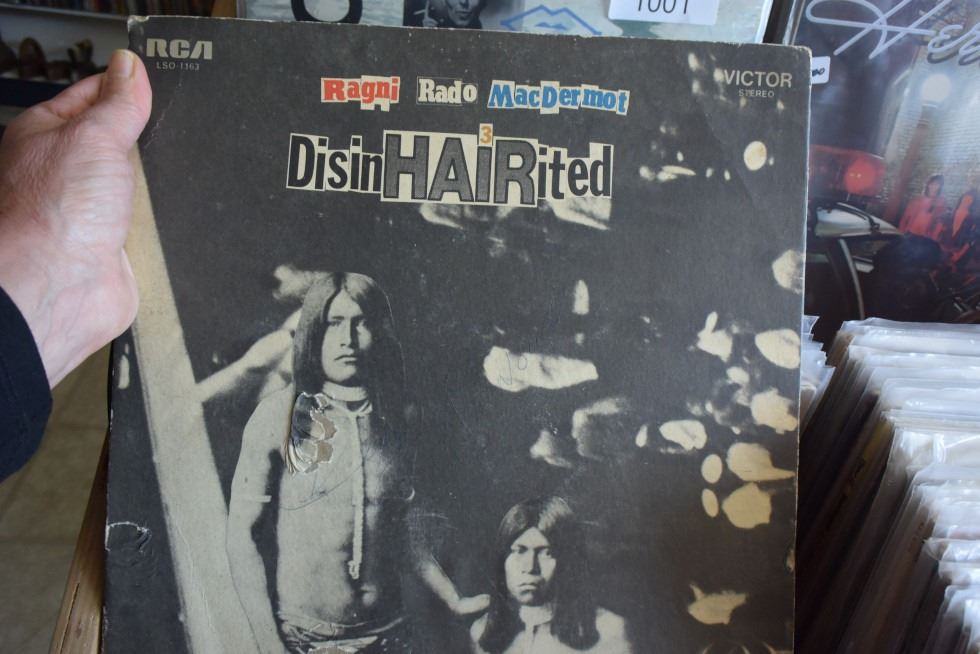 1001
RCA
LSO-1163
VICTOR
STEREO
Ragni Rado MacDermot
3
DisinHAiRited